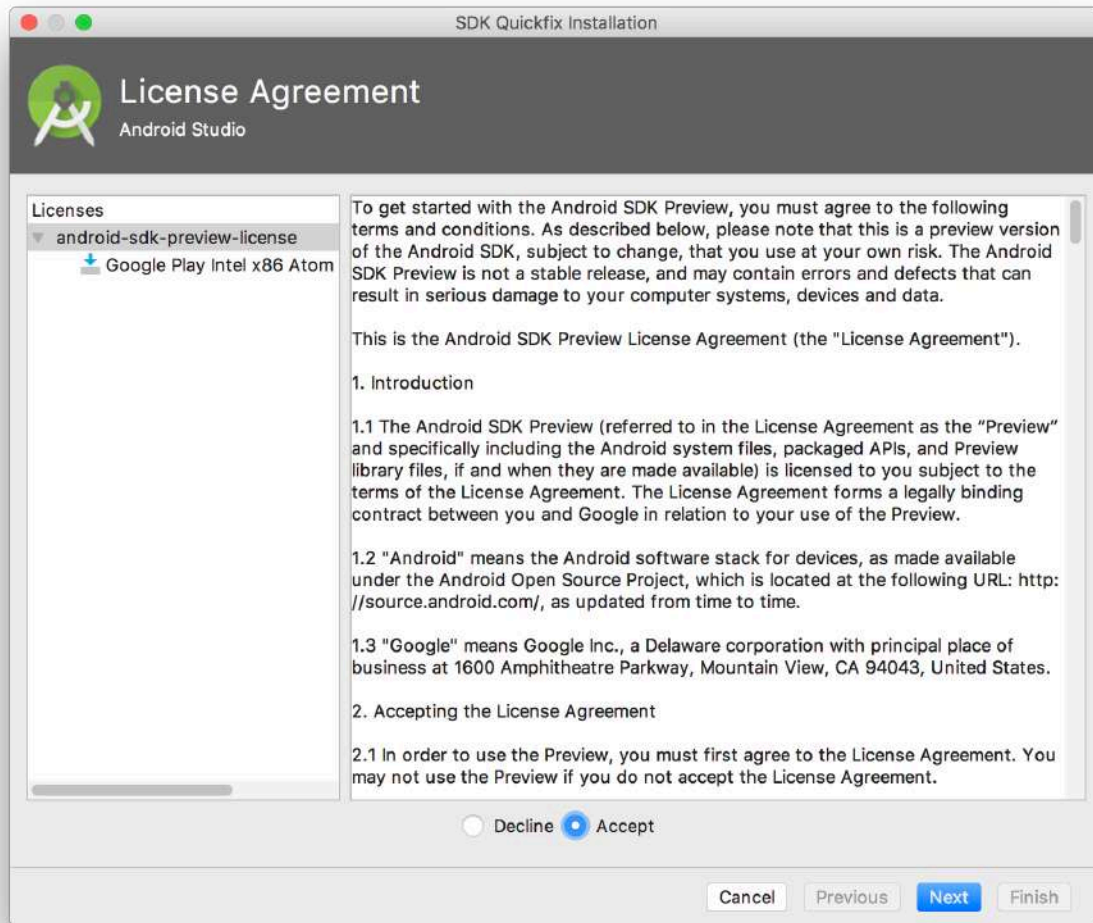 SDK Quickfix Installation
License Agreement
Android Studio
Licenses
android-sdk-preview-license
Google Play Intel x86 Atom
To get started with the Android SDK Preview, you must agree to the following
terms and conditions. As described below, please note that this is a preview version
of the Android SDK, subject to change, that you use at your own risk. The Android
SDK Preview is not a stable release, and may contain errors and defects that can
result in serious damage to your computer systems, devices and data.
This is the Android SDK Preview License Agreement (the "License Agreement").
1. Introduction
1.1 The Android SDK Preview (referred to in the License Agreement as the “Preview”
and specifically including the Android system files, packaged APIs, and Preview
library files, if and when they are made available) is licensed to you subject to the
terms of the License Agreement. The License Agreement forms a legally binding
contract between you and Google in relation to your use of the Preview.
1.2 "Android" means the Android software stack for devices, as made available
under the Android Open Source Project, which is located at the following URL: http:
//source.android.com/, as updated from time to time.
1.3 "Google" means Google Inc., a Delaware corporation with principal place of
business at 1600 Amphitheatre Parkway, Mountain View, CA 94043, United States.
2. Accepting the License Agreement
2.1 In order to use the Preview, you must first agree to the License Agreement. You
may not use the Preview if you do not accept the License Agreement.
Decline Accept
Cancel Previous Next Finish